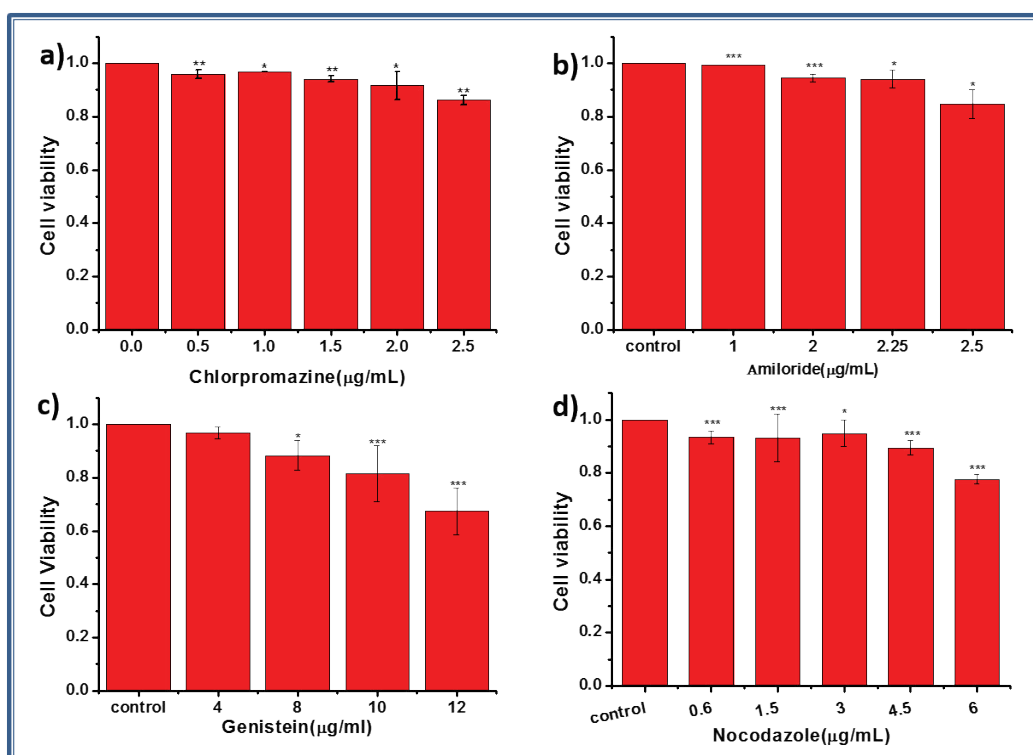 a)
1.0
0.8
0.6
0.4
0.2
0.0
Cell viability
** * ** * **
0.0 0.5 1.0 1.5 2.0 2.5
Chlorpromazine(μg/mL)
b)
1.0
0.8
0.6
0.4
0.2
0.0
Cell viability
*** *** * *
control 1 2 2.25 2.5
Amiloride(μg/mL)
c)
1.0
0.8
0.6
0.4
0.2
0.0
Cell Viability
* *** ***
control 4 8 10 12
Genistein(μg/ml)
d)
1.0
0.8
0.6
0.4
0.2
0.0
Cell viability
*** *** * *** ***
control 0.6 1.5 3 4.5 6
Nocodazole(μg/mL)